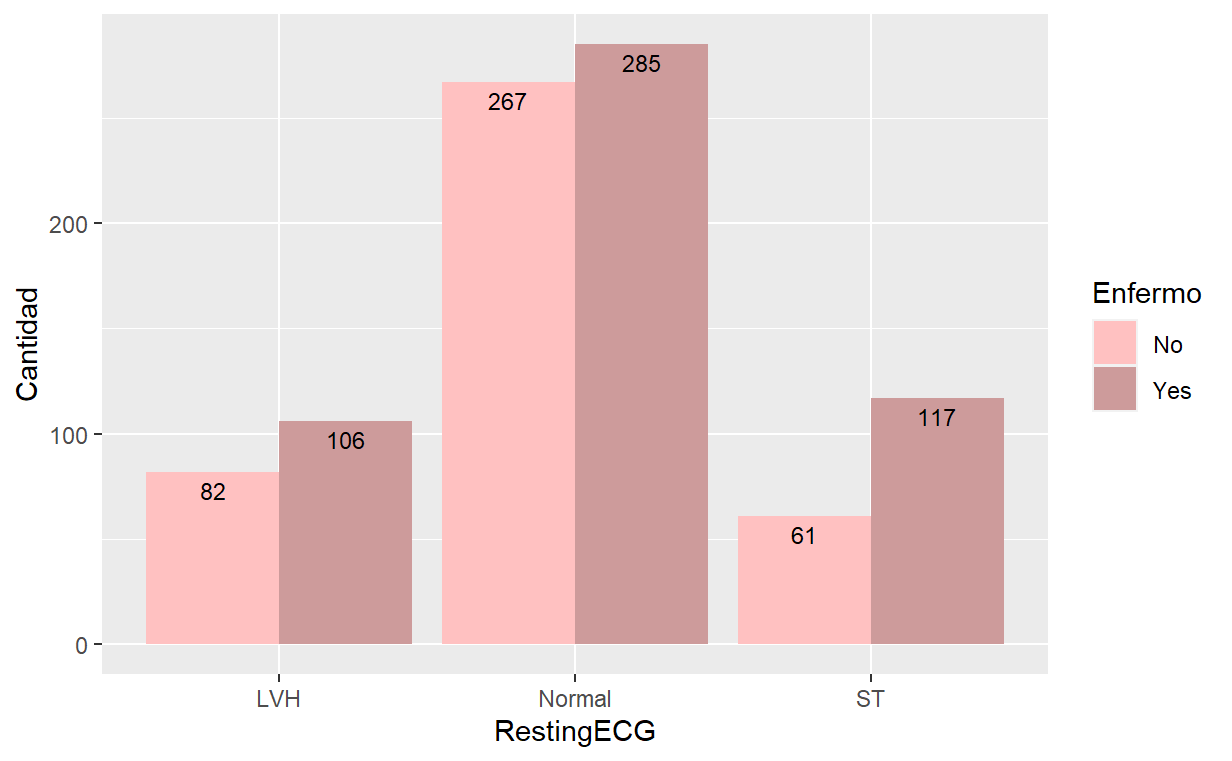 285
267
200
Enfermo
No
Cantidad
Yes
117
100
106
82
61
0
LVH
Normal
ST
RestingECG